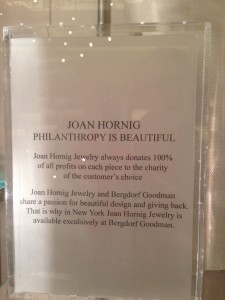 JOAN HORNIG
PHILANTHROPY IS BEAUTIFUL
Joan Hornig Jewelry always donates 100%
of all profits on each piece to the charity
of the customer's choice
Joan Hornig Jewelry and Bergdorf Goodman
share a passion for beautiful design and giving back.
That is why in New York Joan Hornig Jewelry is
available exculsively at Bergdorf Goodman.